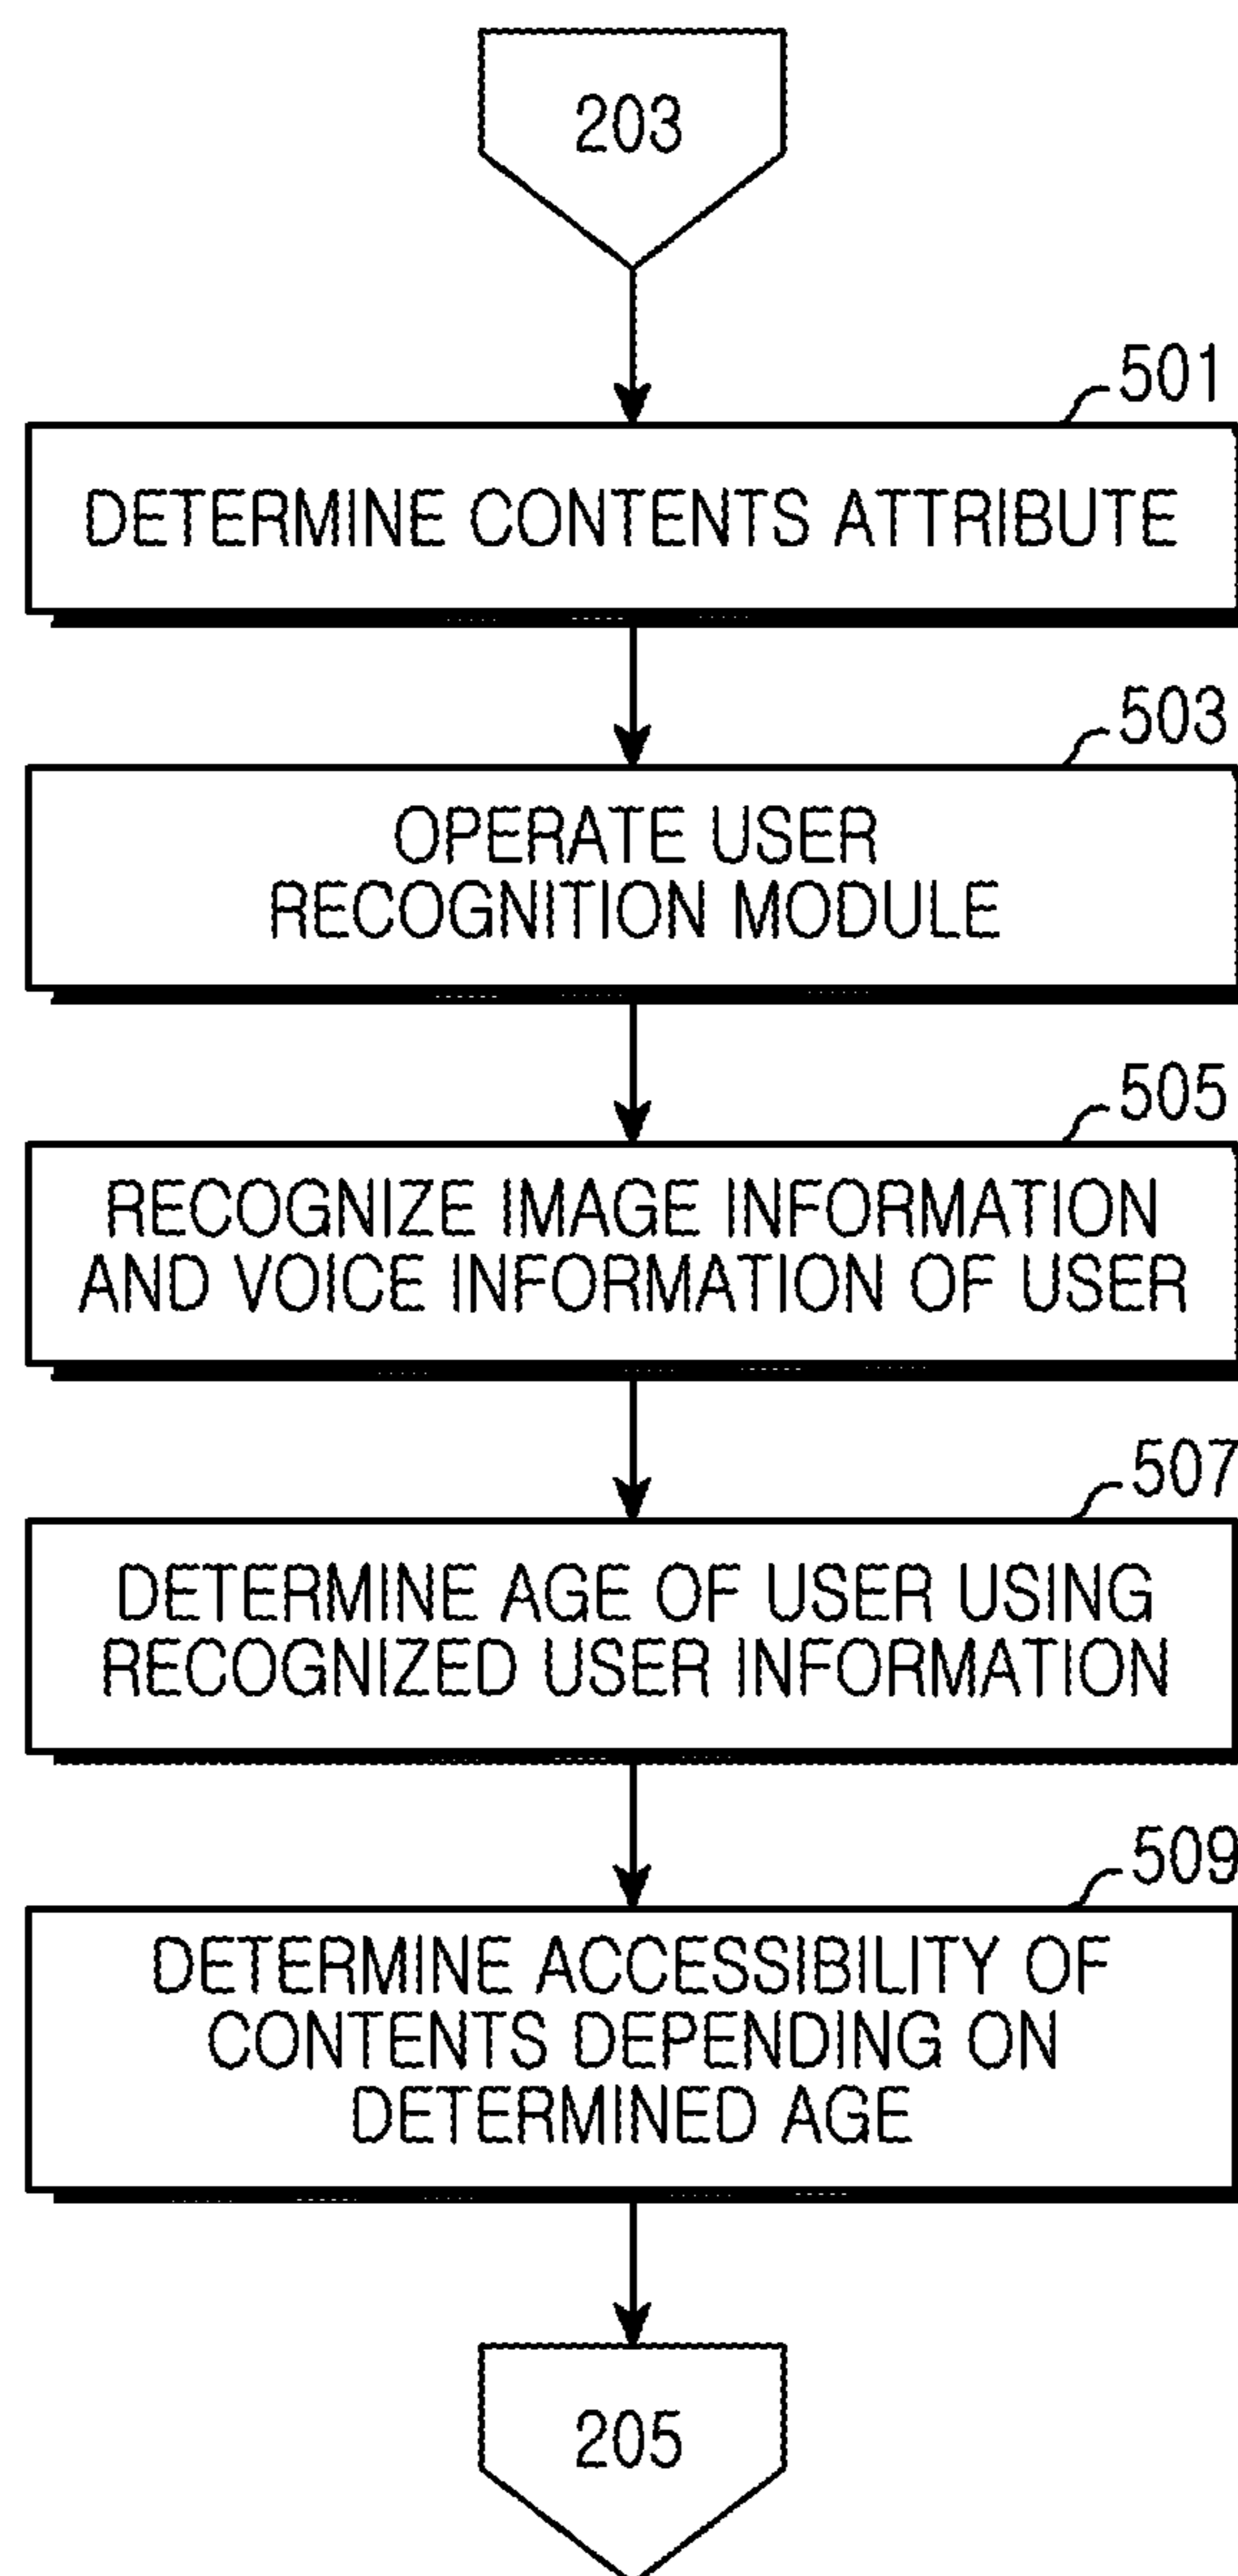 203
501
DETERMINE CONTENTS ATTRIBUTE
503
OPERATE USER
RECOGNITION MODULE
505
RECOGNIZE IMAGE INFORMATION
AND VOICE INFORMATION OF USER
507
DETERMINE AGE OF USER USING
RECOGNIZED USER INFORMATION
509
DETERMINE ACCESSIBILITY OF
CONTENTS DEPENDING ON
DETERMINED AGE
205